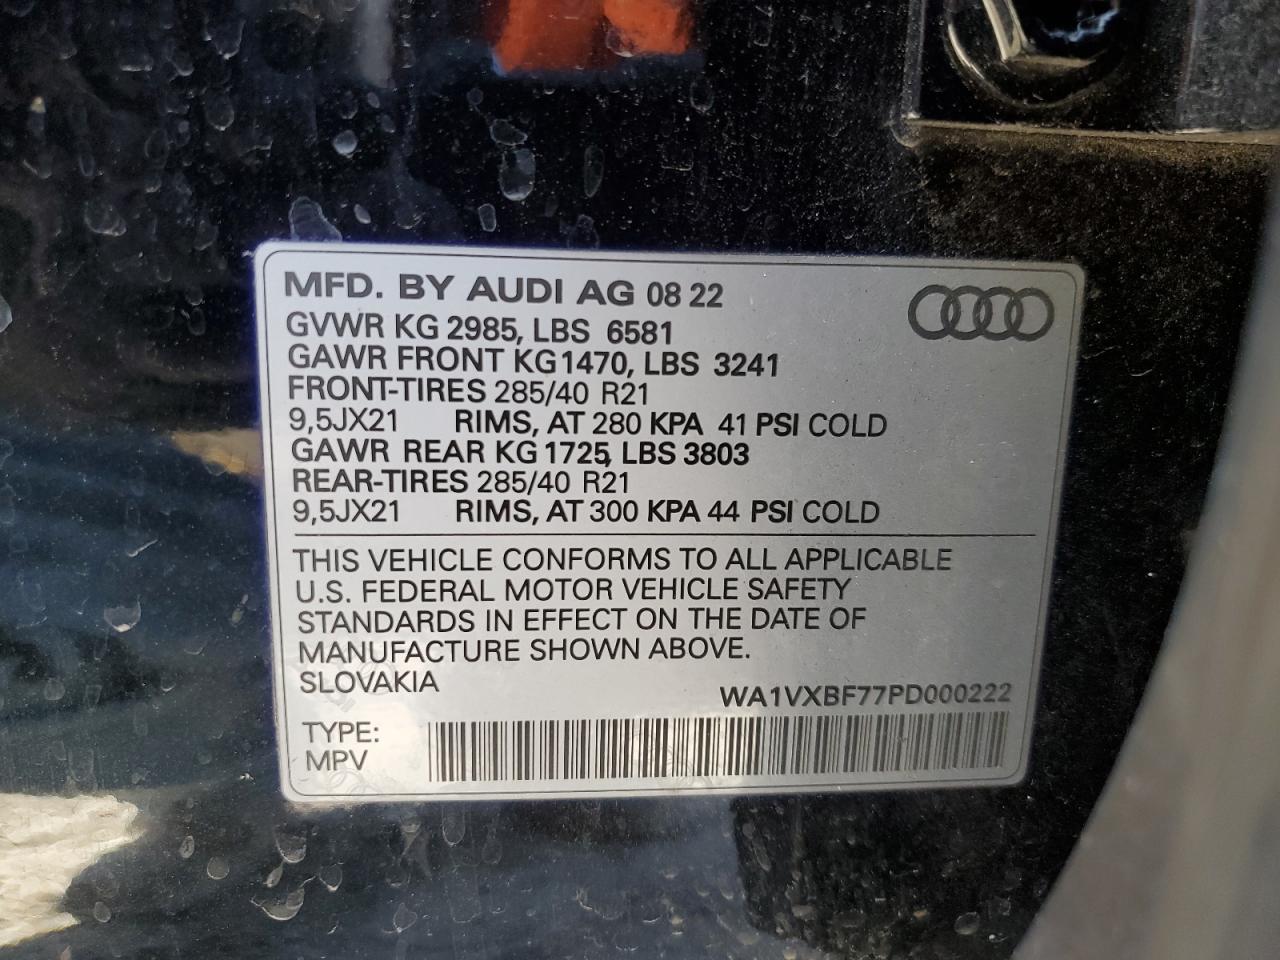 MFD. BY AUDI AG 08 22
GVWR KG 2985, LBS 6581
GAWR FRONT KG1470, LBS 3241
FRONT-TIRES 285/40 R21
9,5JX21 RIMS, AT 280 KPA 41 PSI COLD
GAWR REAR KG 1725, LBS 3803
REAR-TIRES 285/40 R21
9,5JX21 RIMS, AT 300 KPA 44 PSI COLD
THIS VEHICLE CONFORMS TO ALL APPLICABLE
U.S. FEDERAL MOTOR VEHICLE SAFETY
STANDARDS IN EFFECT ON THE DATE OF
MANUFACTURE SHOWN ABOVE.
SLOVAKIA
WA1VXBF77PD000222
TYPE:
MPV